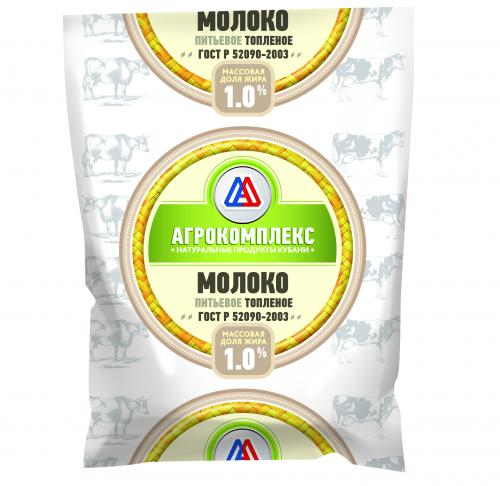 МОЛОКО
ПИТЬЕВОЕ ТОПЛЕНОЕ
ГОСТ Р 52090-2003
МАССОВАЯ
ДОЛЯ ЖИРА
1.0%
АГРОКОМПЛЕКС
• НАТУРАЛЬНЫЕ ПРОДУКТЫ КУБАНИ •
МОЛОКО
ПИТЬЕВОЕ ТОПЛЕНОЕ
ГОСТ Р 52090-2003
МАССОВАЯ
ДОЛЯ ЖИРА
1.0%